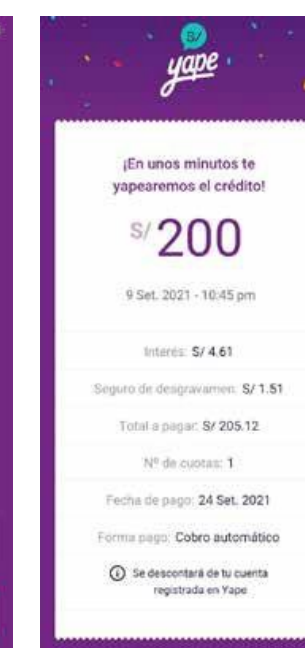 S/
yape
¡En unos minutos te
yapearemos el crédito!
S/ 200
9 Set. 2021 - 10:45 pm
Interés: S/ 4.61
Seguro de desgravamen: S/ 1.51
Total a pagar: S/ 205.12
Nº de cuotas: 1
Fecha de pago: 24 Set. 2021
Forma pago: Cobro automático
Se descontará de tu cuenta
registrada en Yape